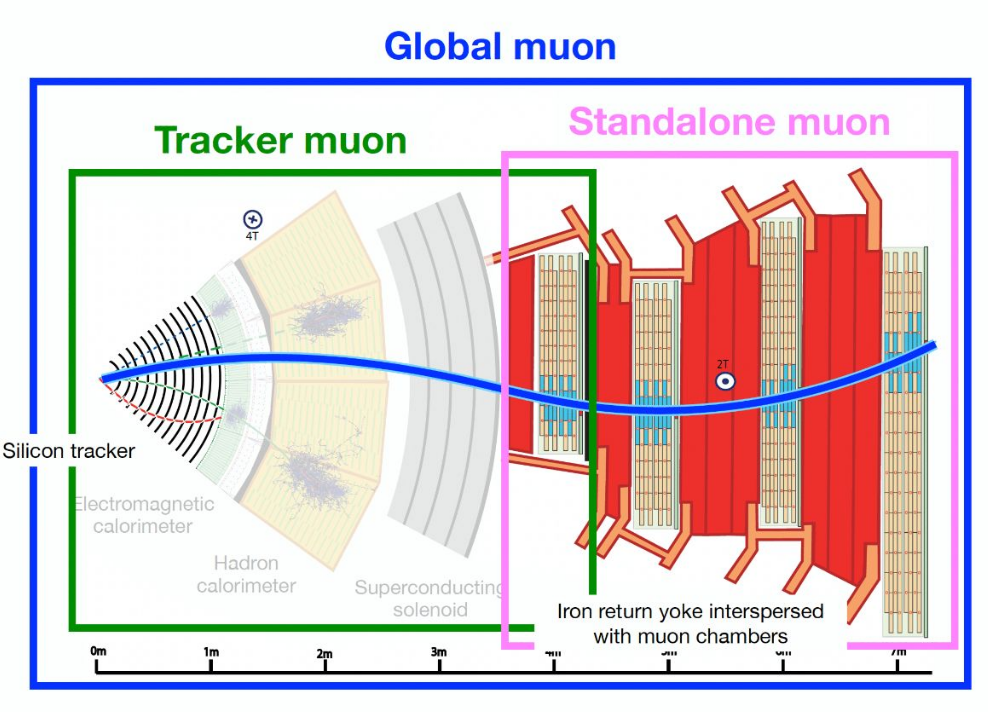 Global muon
Tracker muon
Standalone muon
4T
2T
Silicon tracker
Electromagnetic
calorimeter
Hadron
calorimeter
Superconducting
solenoid
Iron return yoke interspersed
with muon chambers
0m
1m
2m
3m
4m
5m
6m
7m